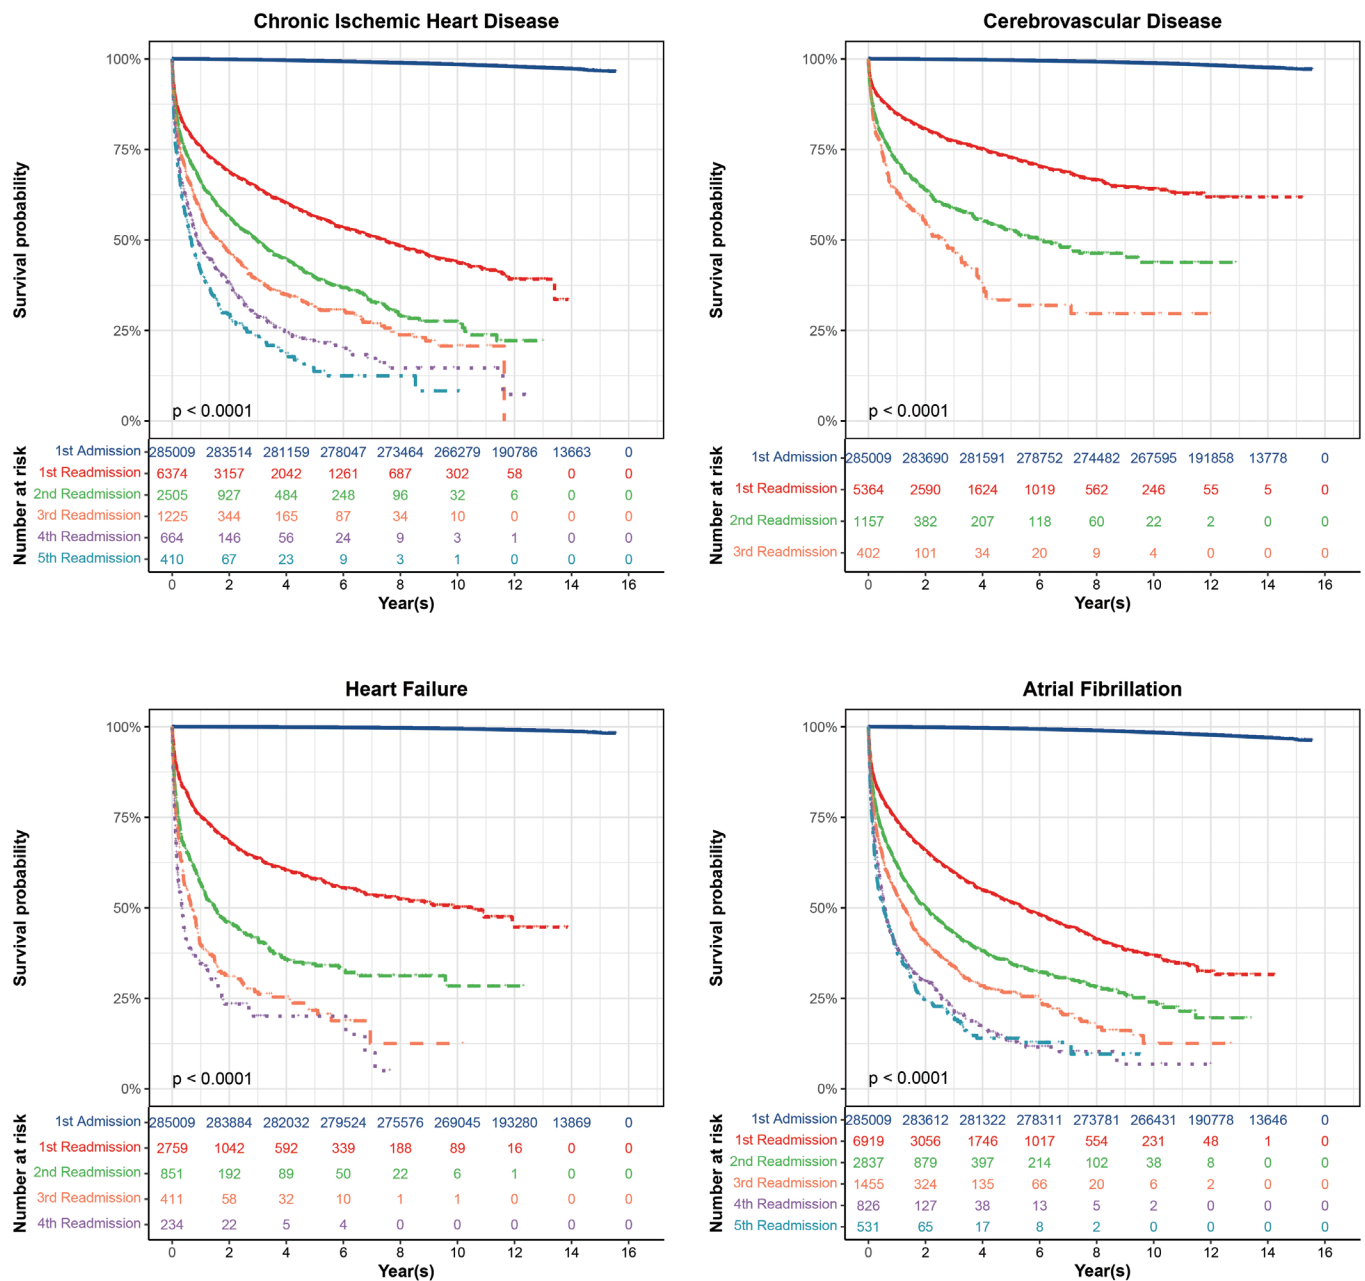 Chronic Ischemic Heart Disease
Survival probability
100%
75%
50%
25%
0%
p < 0.0001
Number at risk
1st Admission 285009 283514 281159 278047 273464 266279 190786 13663 0
1st Readmission 6374 3157 2042 1261 687 302 58 0 0
2nd Readmission 2505 927 484 248 96 32 6 0 0
3rd Readmission 1225 344 165 87 34 10 0 0 0
4th Readmission 664 146 56 24 9 3 1 0 0
5th Readmission 410 67 23 9 3 1 0 0 0
0 2 4 6 8 10 12 14 16
Year(s)
Cerebrovascular Disease
Survival probability
100%
75%
50%
25%
0%
p < 0.0001
Number at risk
1st Admission 285009 283690 281591 278752 274482 267595 191858 13778 0
1st Readmission 5364 2590 1624 1019 562 246 55 5 0
2nd Readmission 1157 382 207 118 60 22 2 0 0
3rd Readmission 402 101 34 20 9 4 0 0 0
0 2 4 6 8 10 12 14 16
Year(s)
Heart Failure
Survival probability
100%
75%
50%
25%
0%
p < 0.0001
Number at risk
1st Admission 285009 283884 282032 279524 275576 269045 193280 13869 0
1st Readmission 2759 1042 592 339 188 89 16 0 0
2nd Readmission 851 192 89 50 22 6 1 0 0
3rd Readmission 411 58 32 10 1 1 0 0 0
4th Readmission 234 22 5 4 0 0 0 0 0
0 2 4 6 8 10 12 14 16
Year(s)
Atrial Fibrillation
Survival probability
100%
75%
50%
25%
0%
p < 0.0001
Number at risk
1st Admission 285009 283612 281322 278311 273781 266431 190778 13646 0
1st Readmission 6919 3056 1746 1017 554 231 48 1 0
2nd Readmission 2837 879 397 214 102 38 8 0 0
3rd Readmission 1455 324 135 66 20 6 2 0 0
4th Readmission 826 127 38 13 5 2 0 0 0
5th Readmission 531 65 17 8 2 0 0 0 0
0 2 4 6 8 10 12 14 16
Year(s)